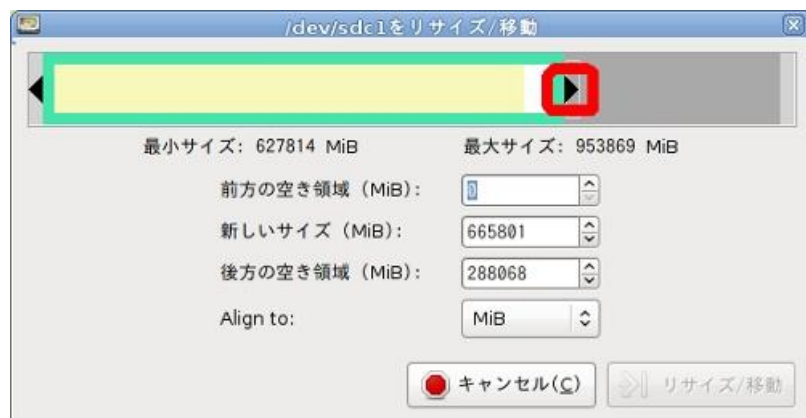 /dev/sdc1をリサイズ/移動
最小サイズ: 627814 MiB 最大サイズ: 953869 MiB
前方の空き領域 (MiB): 0
新しいサイズ (MiB): 665801
後方の空き領域 (MiB): 288068
Align to: MiB
キャンセル(C) リサイズ/移動